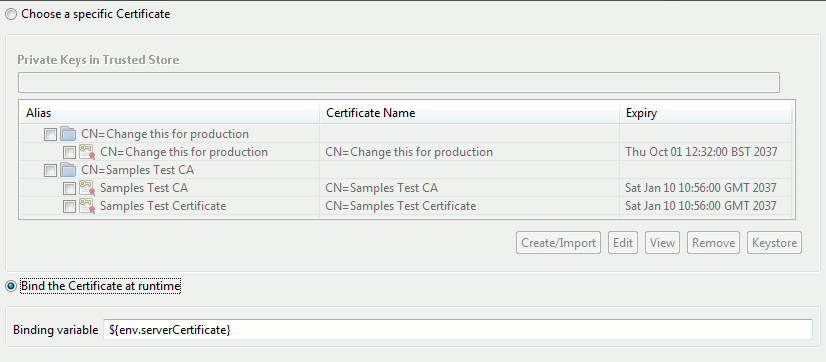 Choose a specific Certificate
Private Keys in Trusted Store
Alias Certificate Name Expiry
CN=Change this for production
CN=Change this for production CN=Change this for production Thu Oct 01 12:32:00 BST 2037
CN=Samples Test CA
Samples Test CA CN=Samples Test CA Sat Jan 10 10:56:00 GMT 2037
Samples Test Certificate CN=Samples Test Certificate Sat Jan 10 10:56:00 GMT 2037
Create/Import Edit View Remove Keystore
Bind the Certificate at runtime
Binding variable ${env.serverCertificate}